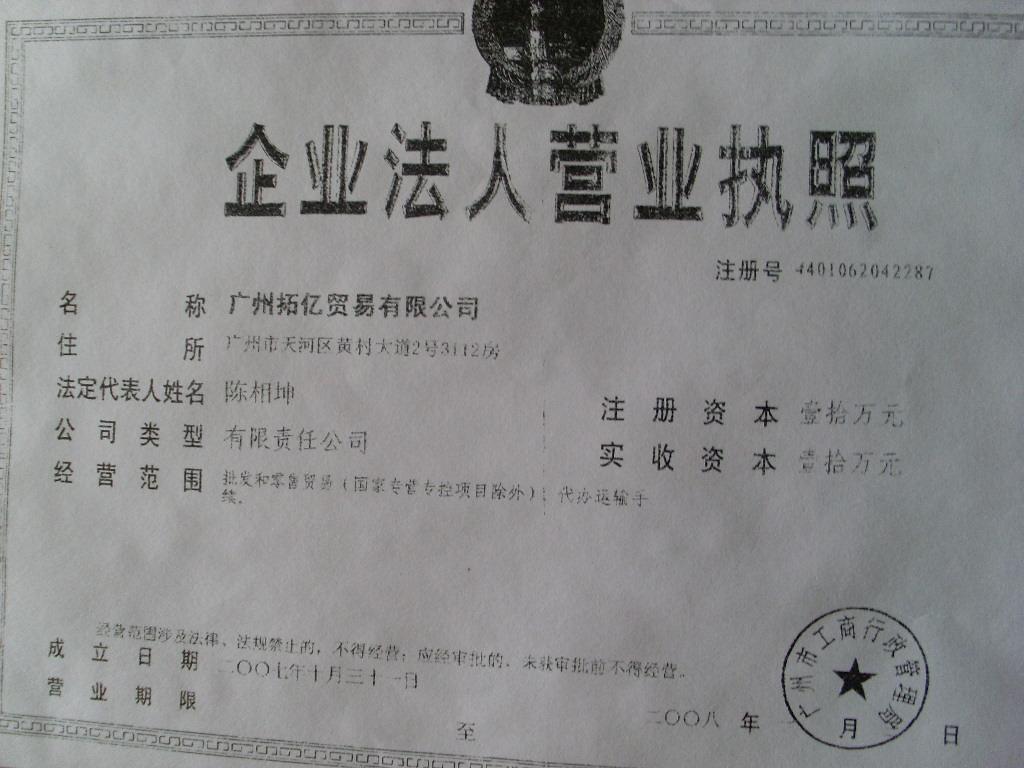 企业法人营业执照
注册号 4401062042287
名称 广州拓亿贸易有限公司
住所 广州市天河区黄村大道2号3112房
法定代表人姓名 陈相坤
注册资本 壹拾万元
公司类型 有限责任公司
实收资本 壹拾万元
经营范围 批发和零售贸易（国家专营专控项目除外）；代办运输手
续。
经营范围涉及法律、法规禁止的，不得经营；应经审批的，未获审批前不得经营。
成立日期 二〇〇七年十月三十一日
营业期限 至
二〇〇八年 月 日
广州市工商行政管理局